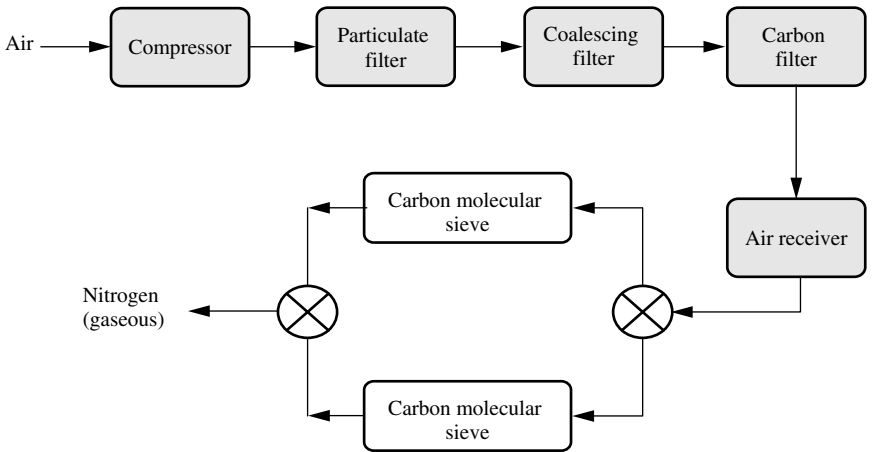 Air
Compressor
Particulate
filter
Coalescing
filter
Carbon
filter
Carbon molecular
sieve
Air receiver
Nitrogen
(gaseous)
Carbon molecular
sieve